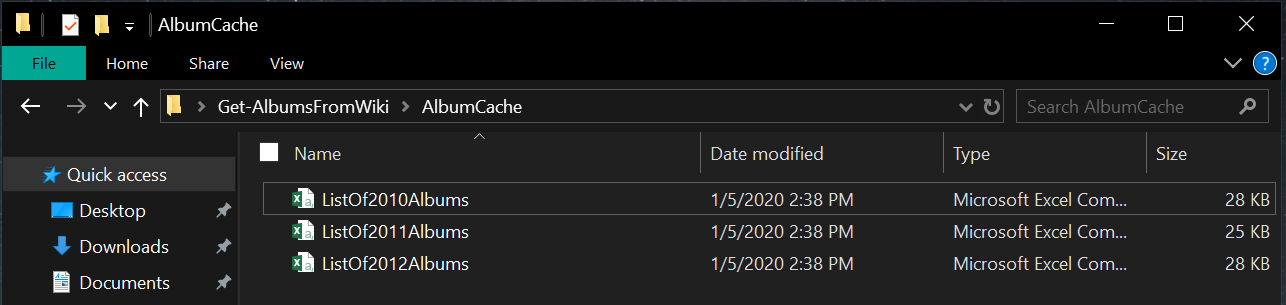 AlbumCache
File Home Share View
Get-AlbumsFromWiki AlbumCache Search AlbumCache
Name Date modified Type Size
Quick access
ListOf2010Albums 1/5/2020 2:38 PM Microsoft Excel Com... 28 KB
Desktop
ListOf2011Albums 1/5/2020 2:38 PM Microsoft Excel Com... 25 KB
Downloads
ListOf2012Albums 1/5/2020 2:38 PM Microsoft Excel Com... 28 KB
Documents